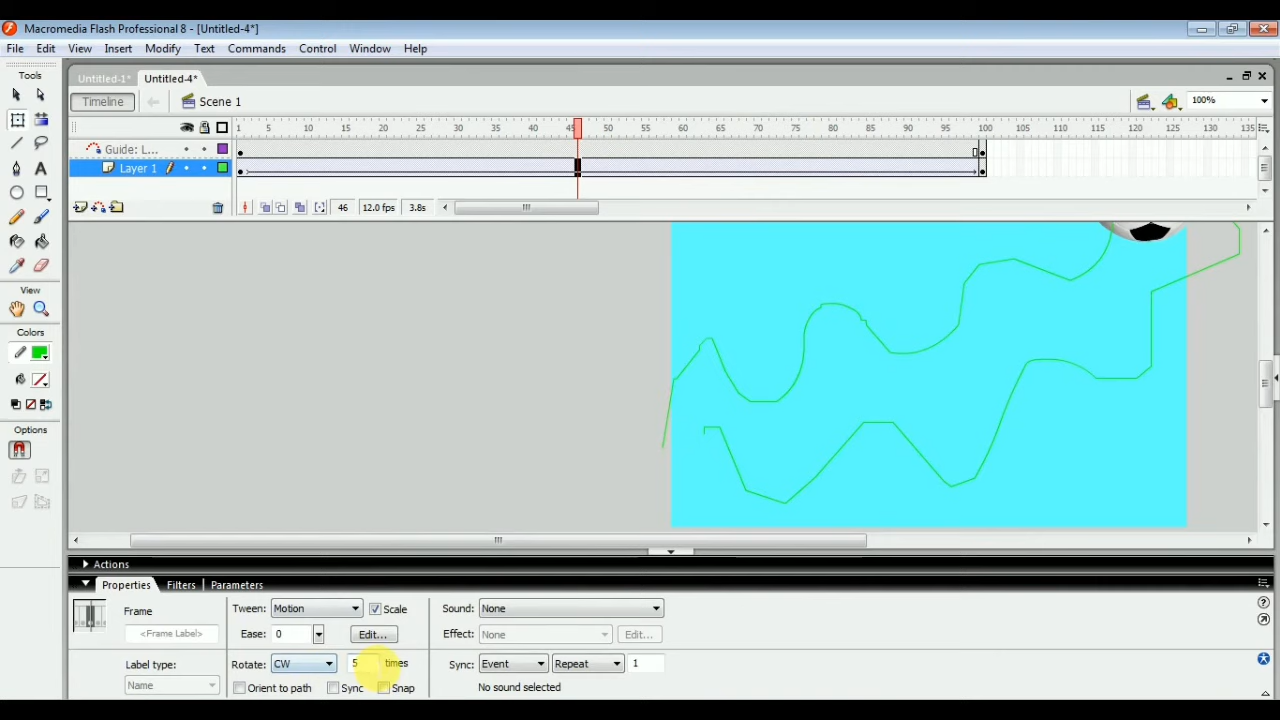 Macromedia Flash Professional 8 - [Untitled-4*]
File Edit View Insert Modify Text Commands Control Window Help
Tools
Untitled-1* Untitled-4*
Timeline Scene 1 100%
1 5 10 15 20 25 30 35 40 45 50 55 60 65 70 75 80 85 90 95 100 105 110 115 120 125 130 135
Guide: L...
Layer 1
46 12.0 fps 3.8s
View
Colors
Options
Actions
Properties Filters Parameters
Frame Tween: Motion Scale Sound: None
<Frame Label> Ease: 0 Edit... Effect: None Edit...
Label type: Rotate: CW 5 times Sync: Event Repeat 1
Name Orient to path Sync Snap No sound selected